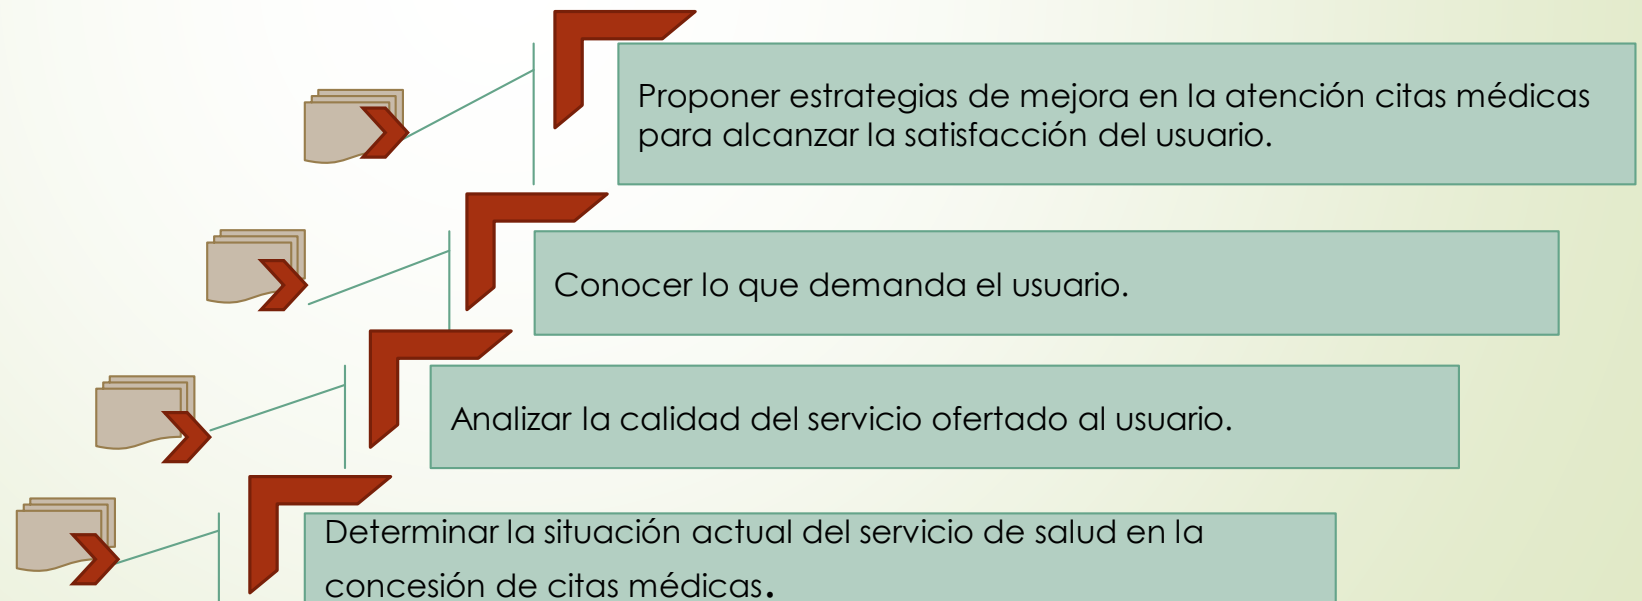 Proponer estrategias de mejora en la atención citas médicas
para alcanzar la satisfacción del usuario.
Conocer lo que demanda el usuario.
Analizar la calidad del servicio ofertado al usuario.
Determinar la situación actual del servicio de salud en la
concesión de citas médicas.